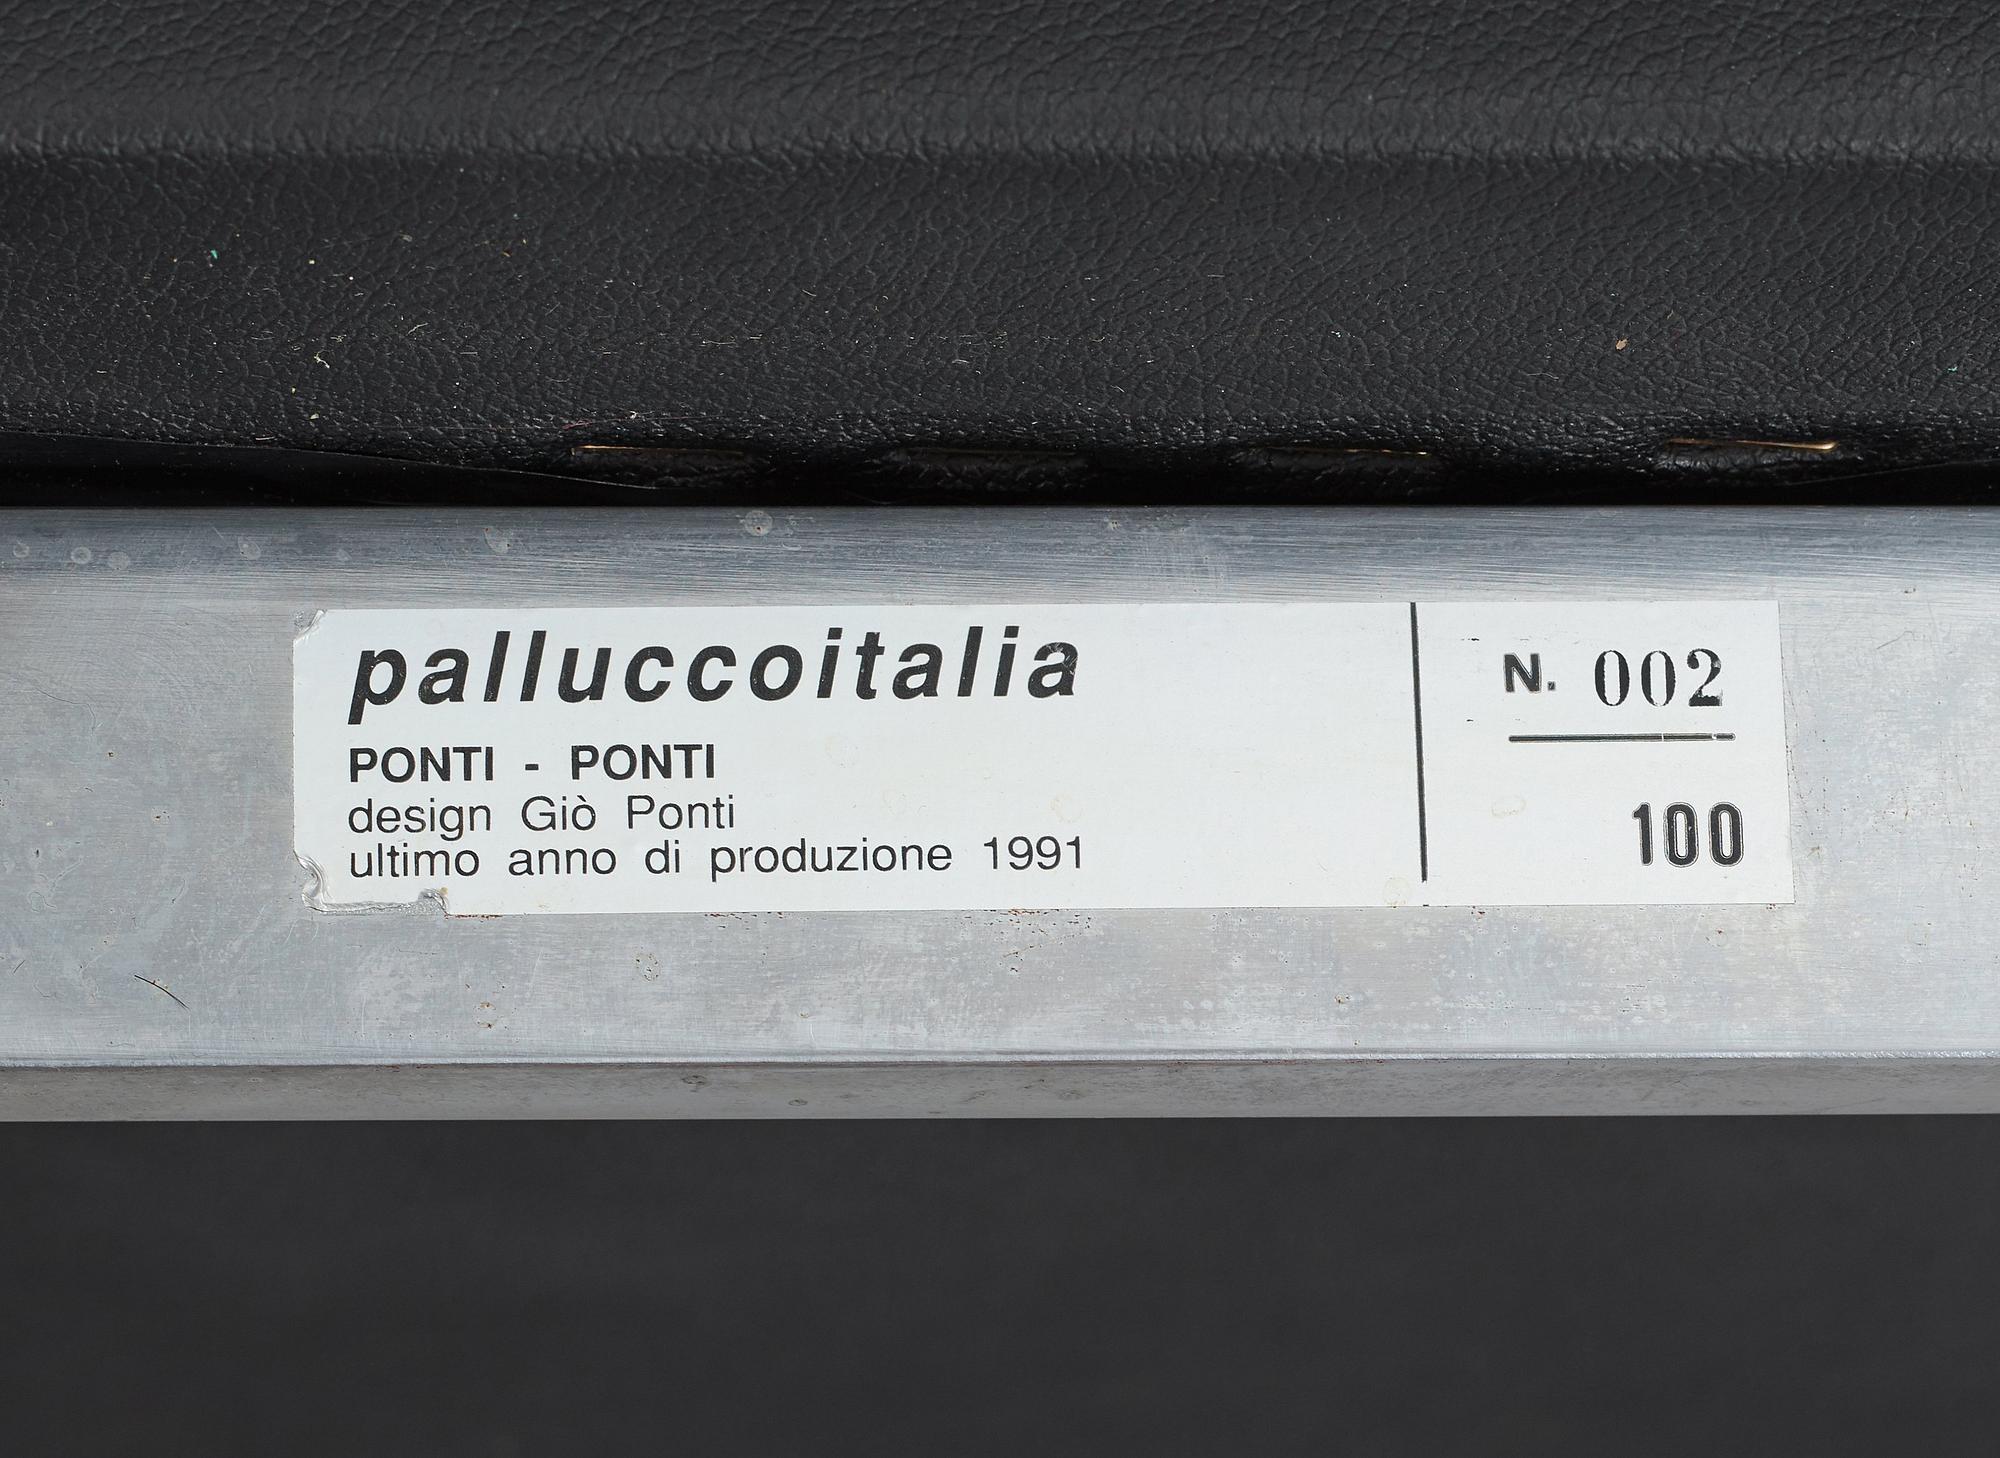 palluccoitalia
PONTI - PONTI
design Giò Ponti
ultimo anno di produzione 1991
N. 002
100